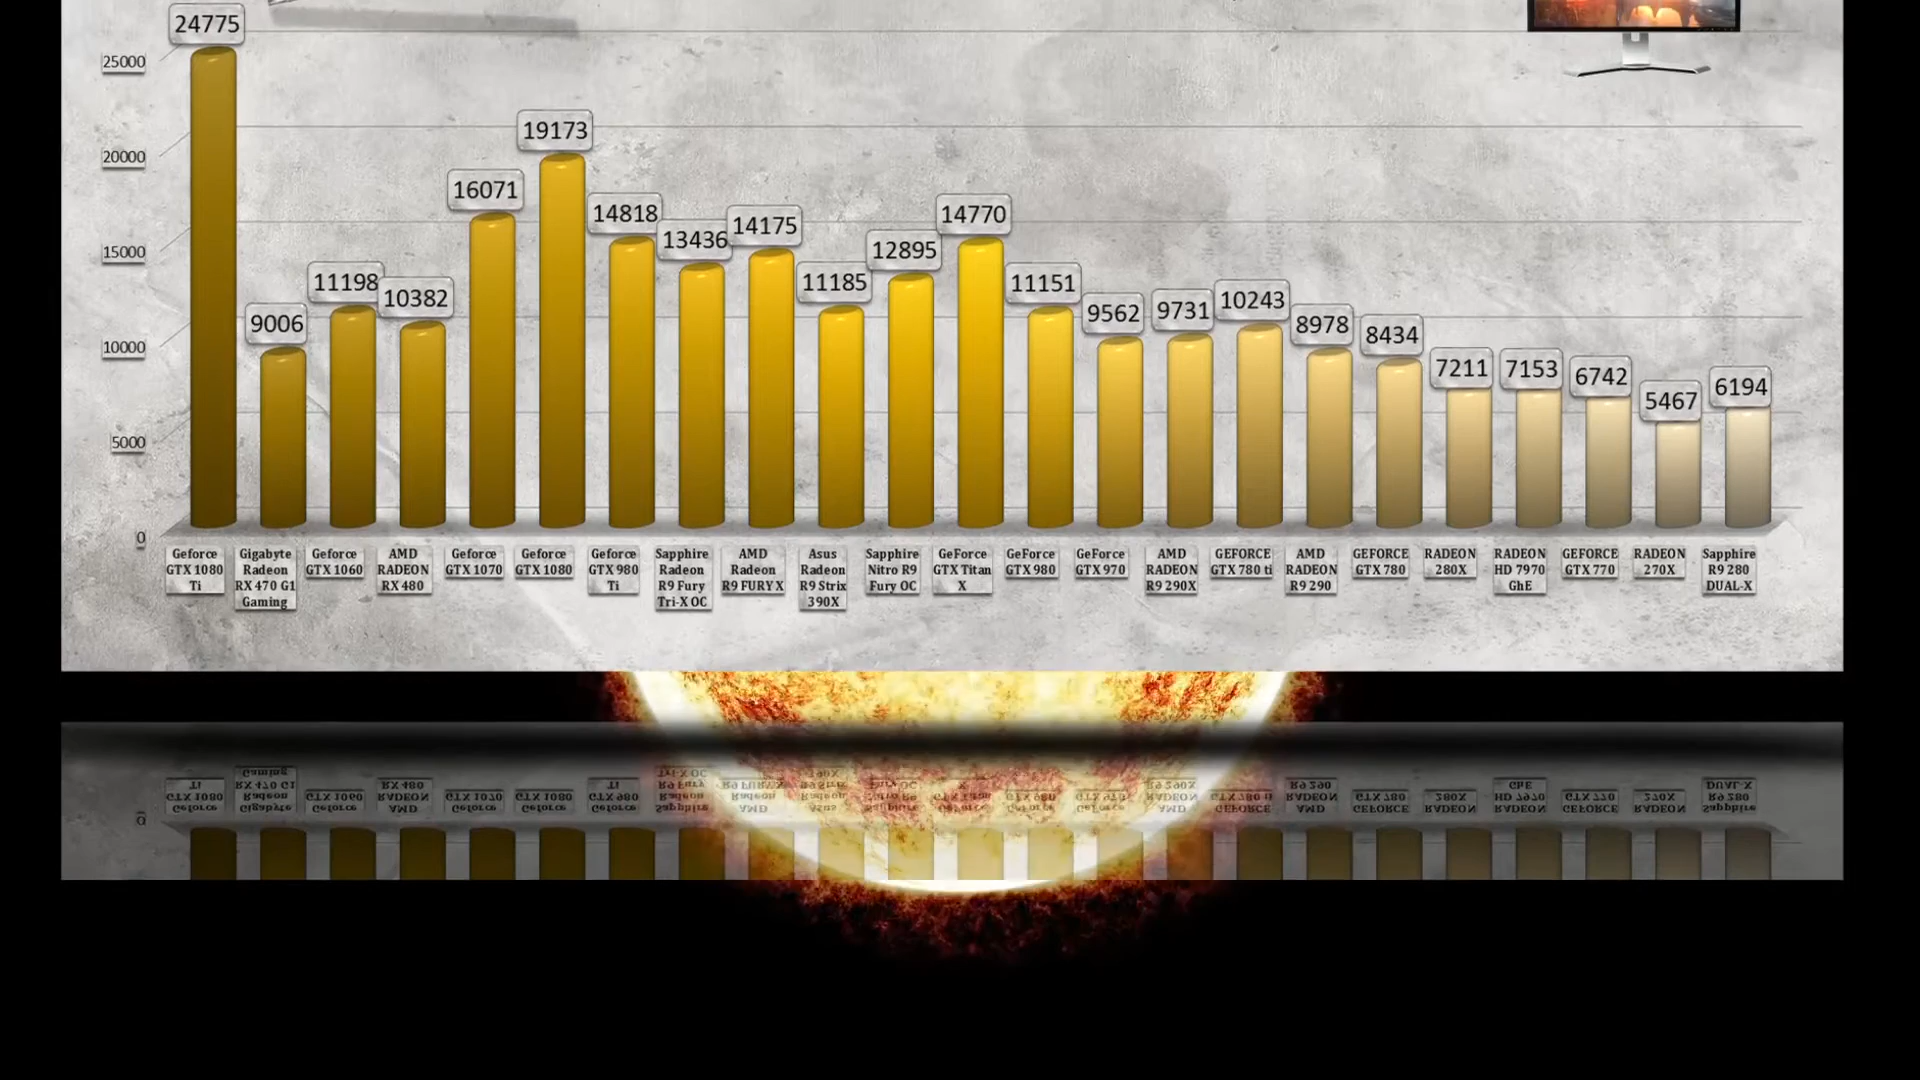 24775
25000
19173
20000
16071
14818
13436
14175
14770
12895
15000
11198
10382
11185
11151
9006
9562
9731
10243
8978
8434
10000
7211
7153
6742
5467
6194
5000
0
Geforce
GTX 1080
Ti
Gigabyte
Radeon
RX 470 G1
Gaming
Geforce
GTX 1060
AMD
RADEON
RX 480
Geforce
GTX 1070
Geforce
GTX 1080
Geforce
GTX 980
Ti
Sapphire
Radeon
R9 Fury
Tri-X OC
AMD
Radeon
R9 FURY X
Asus
Radeon
R9 Strix
390X
Sapphire
Nitro R9
Fury OC
GeForce
GTX Titan
X
GeForce
GTX 980
GeForce
GTX 970
AMD
RADEON
R9 290X
GEFORCE
GTX 780 ti
AMD
RADEON
R9 290
GEFORCE
GTX 780
RADEON
280X
RADEON
HD 7970
GhE
GEFORCE
GTX 770
RADEON
270X
Sapphire
R9 280
DUAL-X